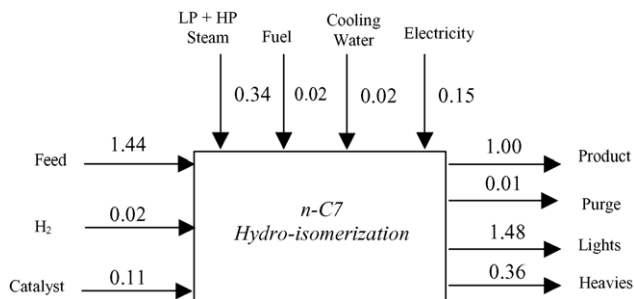 LP + HP
Steam
Fuel
Cooling
Water
Electricity
0.34
0.02
0.02
0.15
Feed
1.44
H₂
0.02
Catalyst
0.11
n-C7
Hydro-isomerization
1.00
Product
0.01
Purge
1.48
Lights
0.36
Heavies